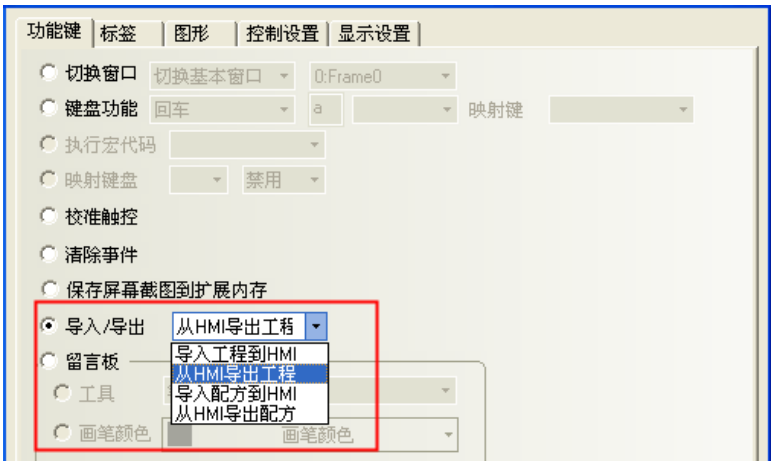 功能键 标签 图形 控制设置 显示设置
切换窗口 切换基本窗口 0:Frame0
键盘功能 回车 a 映射键
执行宏代码
映射键盘 禁用
校准触控
清除事件
保存屏幕截图到扩展内存
导入/导出 从HMI导出工程
导入工程到HMI
留言板
从HMI导出工程
工具
导入配方到HMI
从HMI导出配方
画笔颜色 画笔颜色